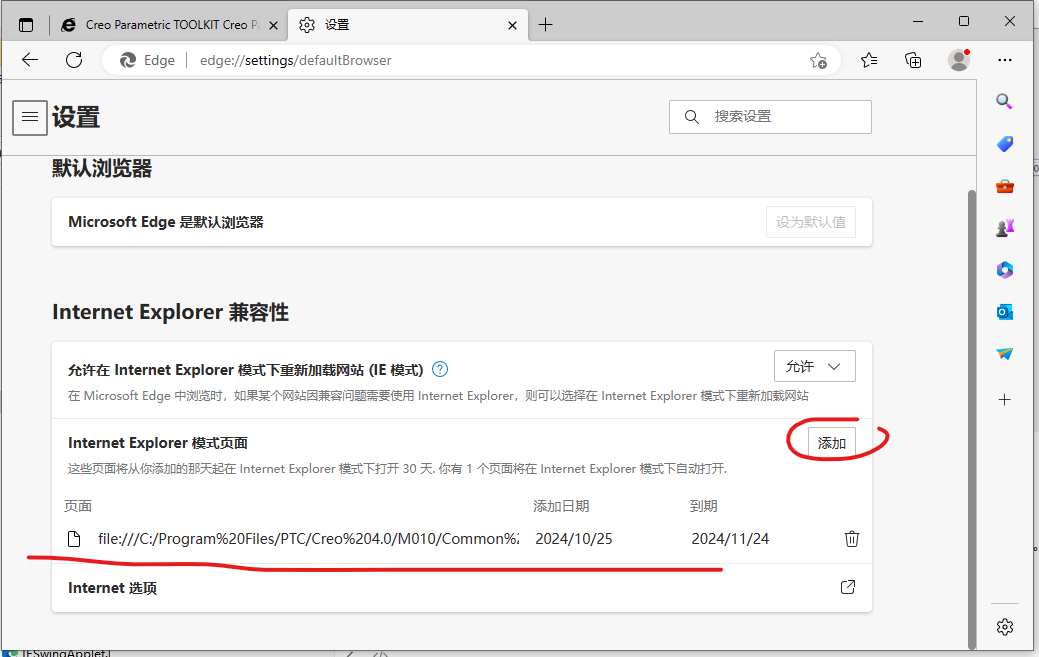 Creo Parametric TOOLKIT Creo P
设置
Edge
edge://settings/defaultBrowser
设置
搜索设置
默认浏览器
Microsoft Edge 是默认浏览器
设为默认值
Internet Explorer 兼容性
允许在 Internet Explorer 模式下重新加载网站 (IE 模式)
允许
在 Microsoft Edge 中浏览时，如果某个网站因兼容问题需要使用 Internet Explorer，则可以选择在 Internet Explorer 模式下重新加载网站
Internet Explorer 模式页面
添加
这些页面将从你添加的那天起在 Internet Explorer 模式下打开 30 天. 你有 1 个页面将在 Internet Explorer 模式下自动打开.
页面 添加日期 到期
file:///C:/Program%20Files/PTC/Creo%204.0/M010/Common%2 2024/10/25 2024/11/24
Internet 选项